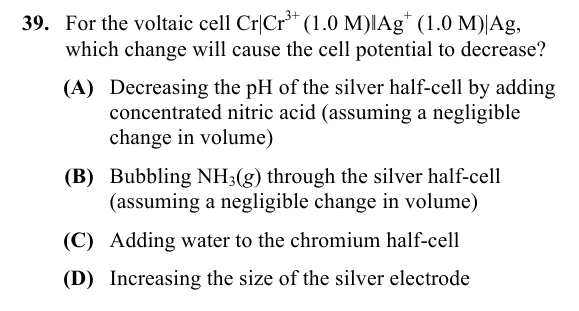 39. For the voltaic cell Cr|Cr³⁺ (1.0 M)‖Ag⁺ (1.0 M)|Ag,
which change will cause the cell potential to decrease?
(A) Decreasing the pH of the silver half-cell by adding
concentrated nitric acid (assuming a negligible
change in volume)
(B) Bubbling NH₃(g) through the silver half-cell
(assuming a negligible change in volume)
(C) Adding water to the chromium half-cell
(D) Increasing the size of the silver electrode